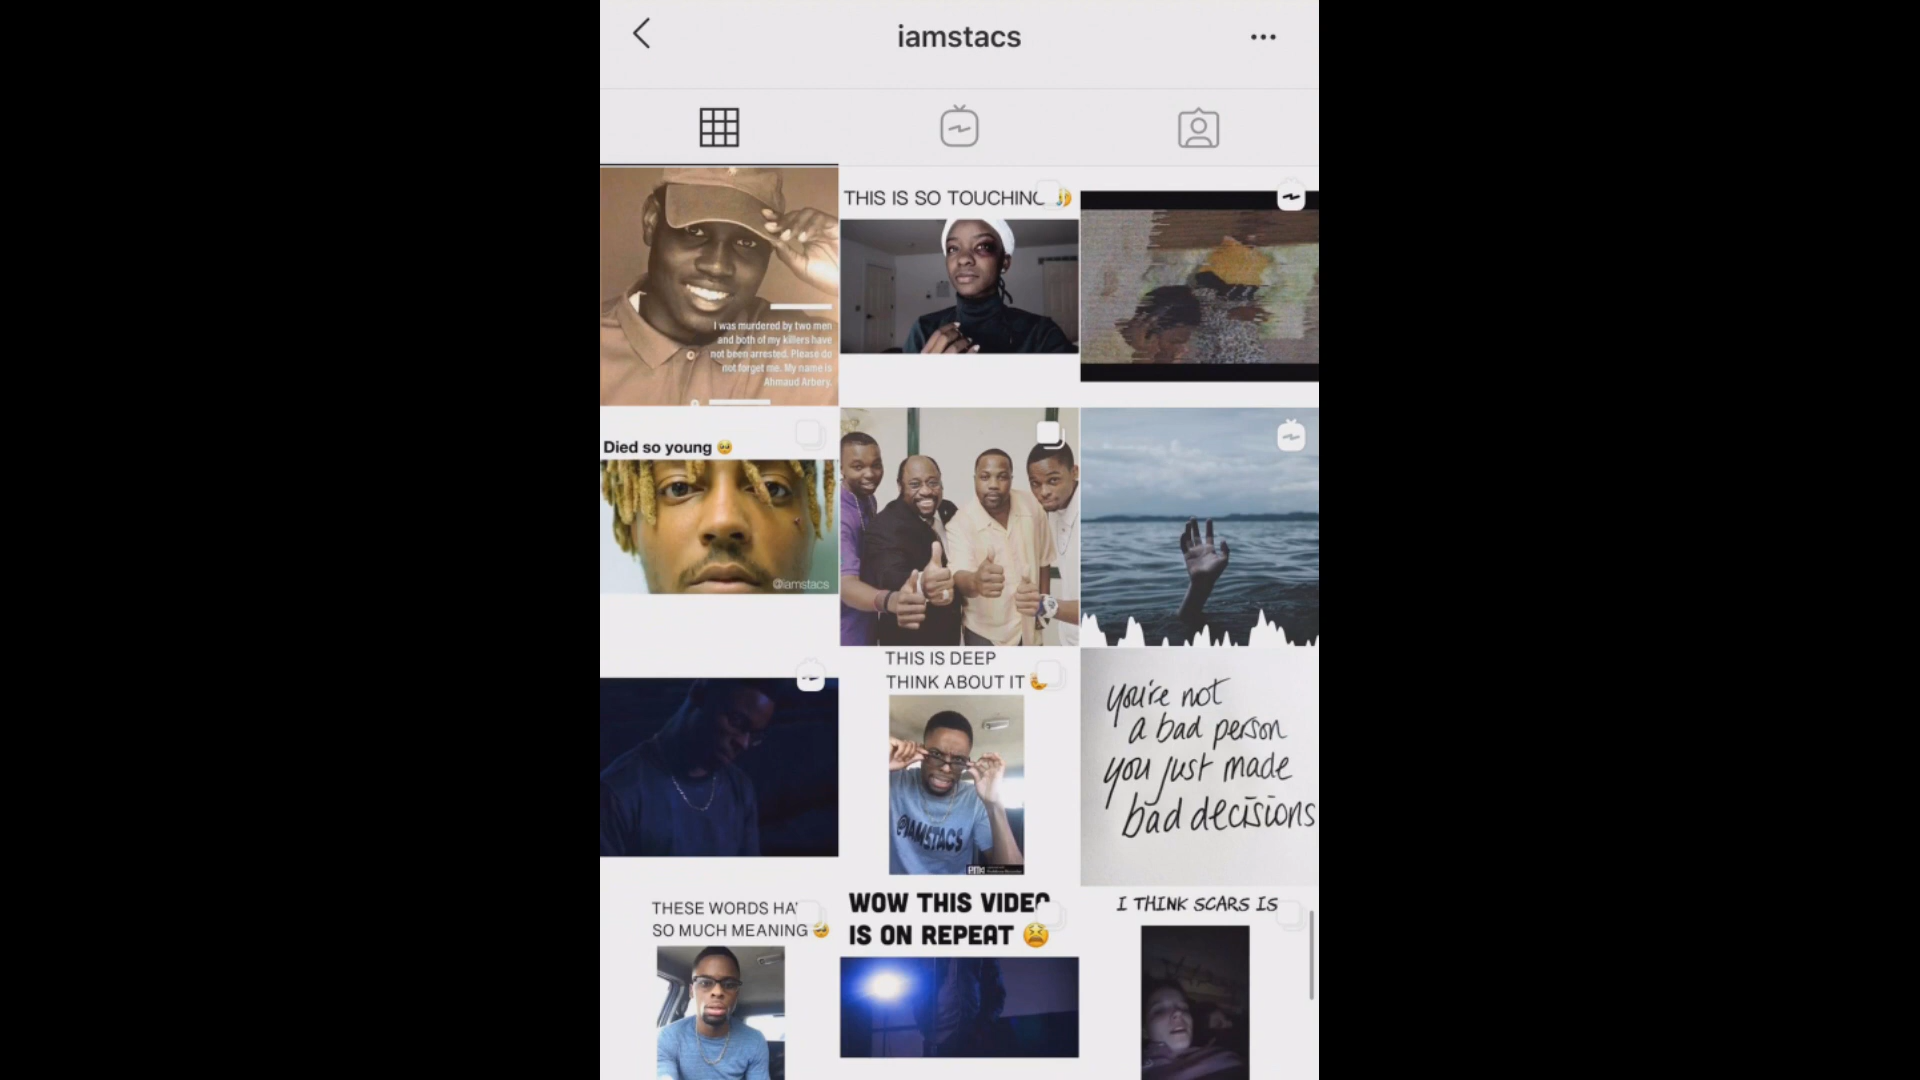 iamstacs
I was murdered by two men
and both of my killers have
not been arrested. Please do
not forget me. My name is
Ahmaud Arbery.
THIS IS SO TOUCHING
Died so young
@iamstacs
THIS IS DEEP
THINK ABOUT IT
@IAMSTACS
you're not
a bad person
you just made
bad decisions
THESE WORDS HA
SO MUCH MEANING
WOW THIS VIDEO
IS ON REPEAT
I THINK SCARS IS